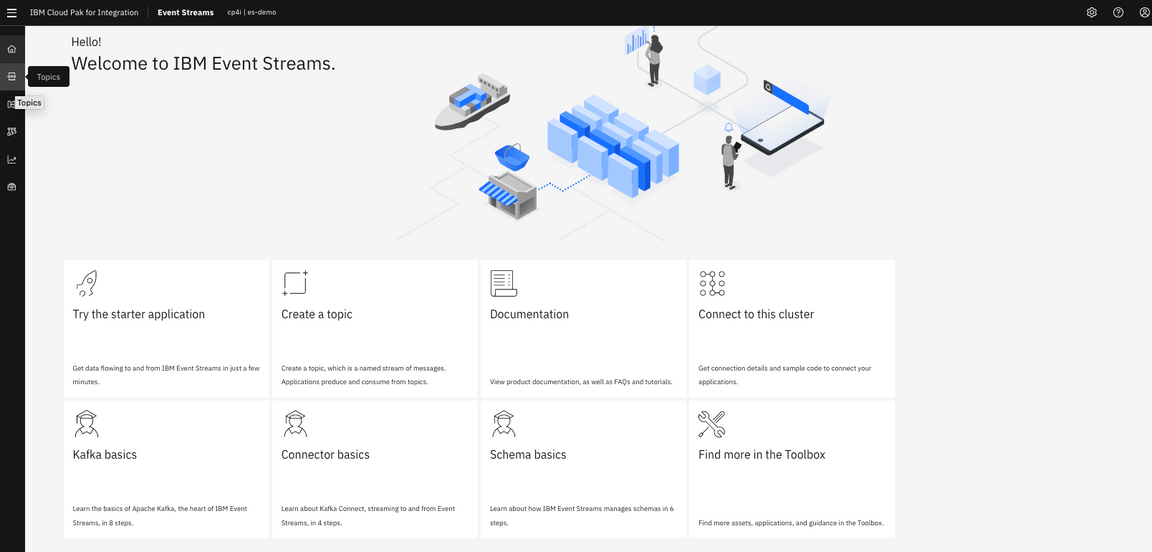 IBM Cloud Pak for Integration Event Streams cp4i | es-demo
Hello!
Welcome to IBM Event Streams.
Topics
Topics
Try the starter application
Get data flowing to and from IBM Event Streams in just a few
minutes.
Create a topic
Create a topic, which is a named stream of messages.
Applications produce and consume from topics.
Documentation
View product documentation, as well as FAQs and tutorials.
Connect to this cluster
Get connection details and sample code to connect your
applications.
Kafka basics
Learn the basics of Apache Kafka, the heart of IBM Event
Streams, in 8 steps.
Connector basics
Learn about Kafka Connect, streaming to and from Event
Streams, in 4 steps.
Schema basics
Learn about how IBM Event Streams manages schemas in 6
steps.
Find more in the Toolbox
Find more assets, applications, and guidance in the Toolbox.